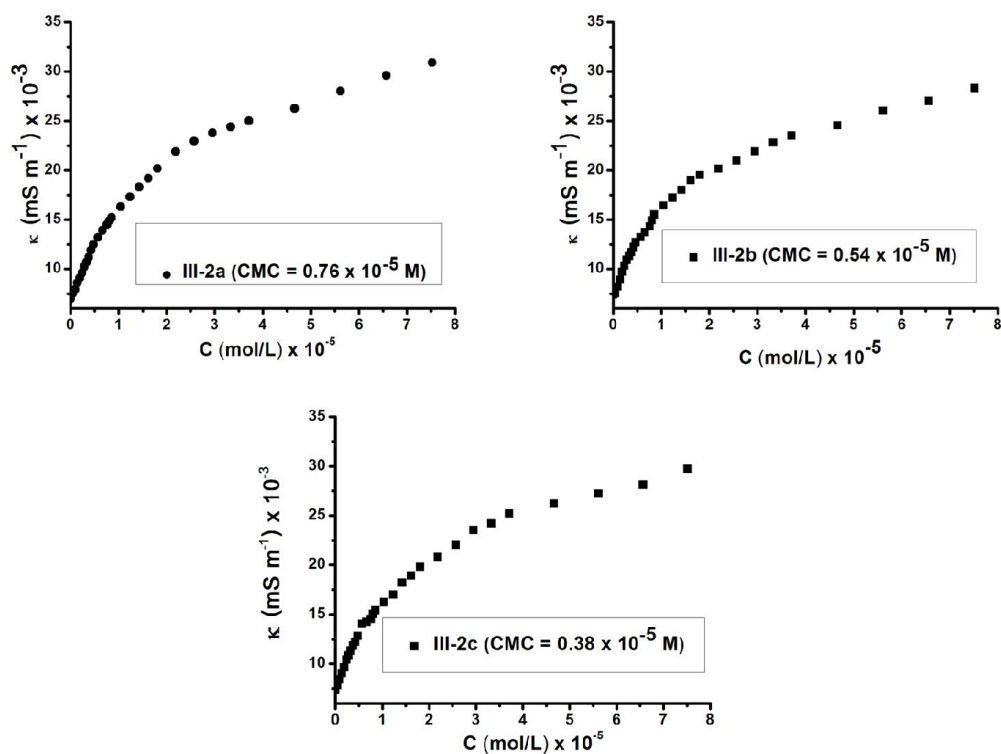 35
30
25
20
15
10
κ (mS m⁻¹) x 10⁻³
III-2a (CMC = 0.76 x 10⁻⁵ M)
0 1 2 3 4 5 6 7 8
C (mol/L) x 10⁻⁵
35
30
25
20
15
10
κ (mS m⁻¹) x 10⁻³
III-2b (CMC = 0.54 x 10⁻⁵ M)
0 1 2 3 4 5 6 7 8
C (mol/L) x 10⁻⁵
35
30
25
20
15
10
κ (mS m⁻¹) x 10⁻³
III-2c (CMC = 0.38 x 10⁻⁵ M)
0 1 2 3 4 5 6 7 8
C (mol/L) x 10⁻⁵